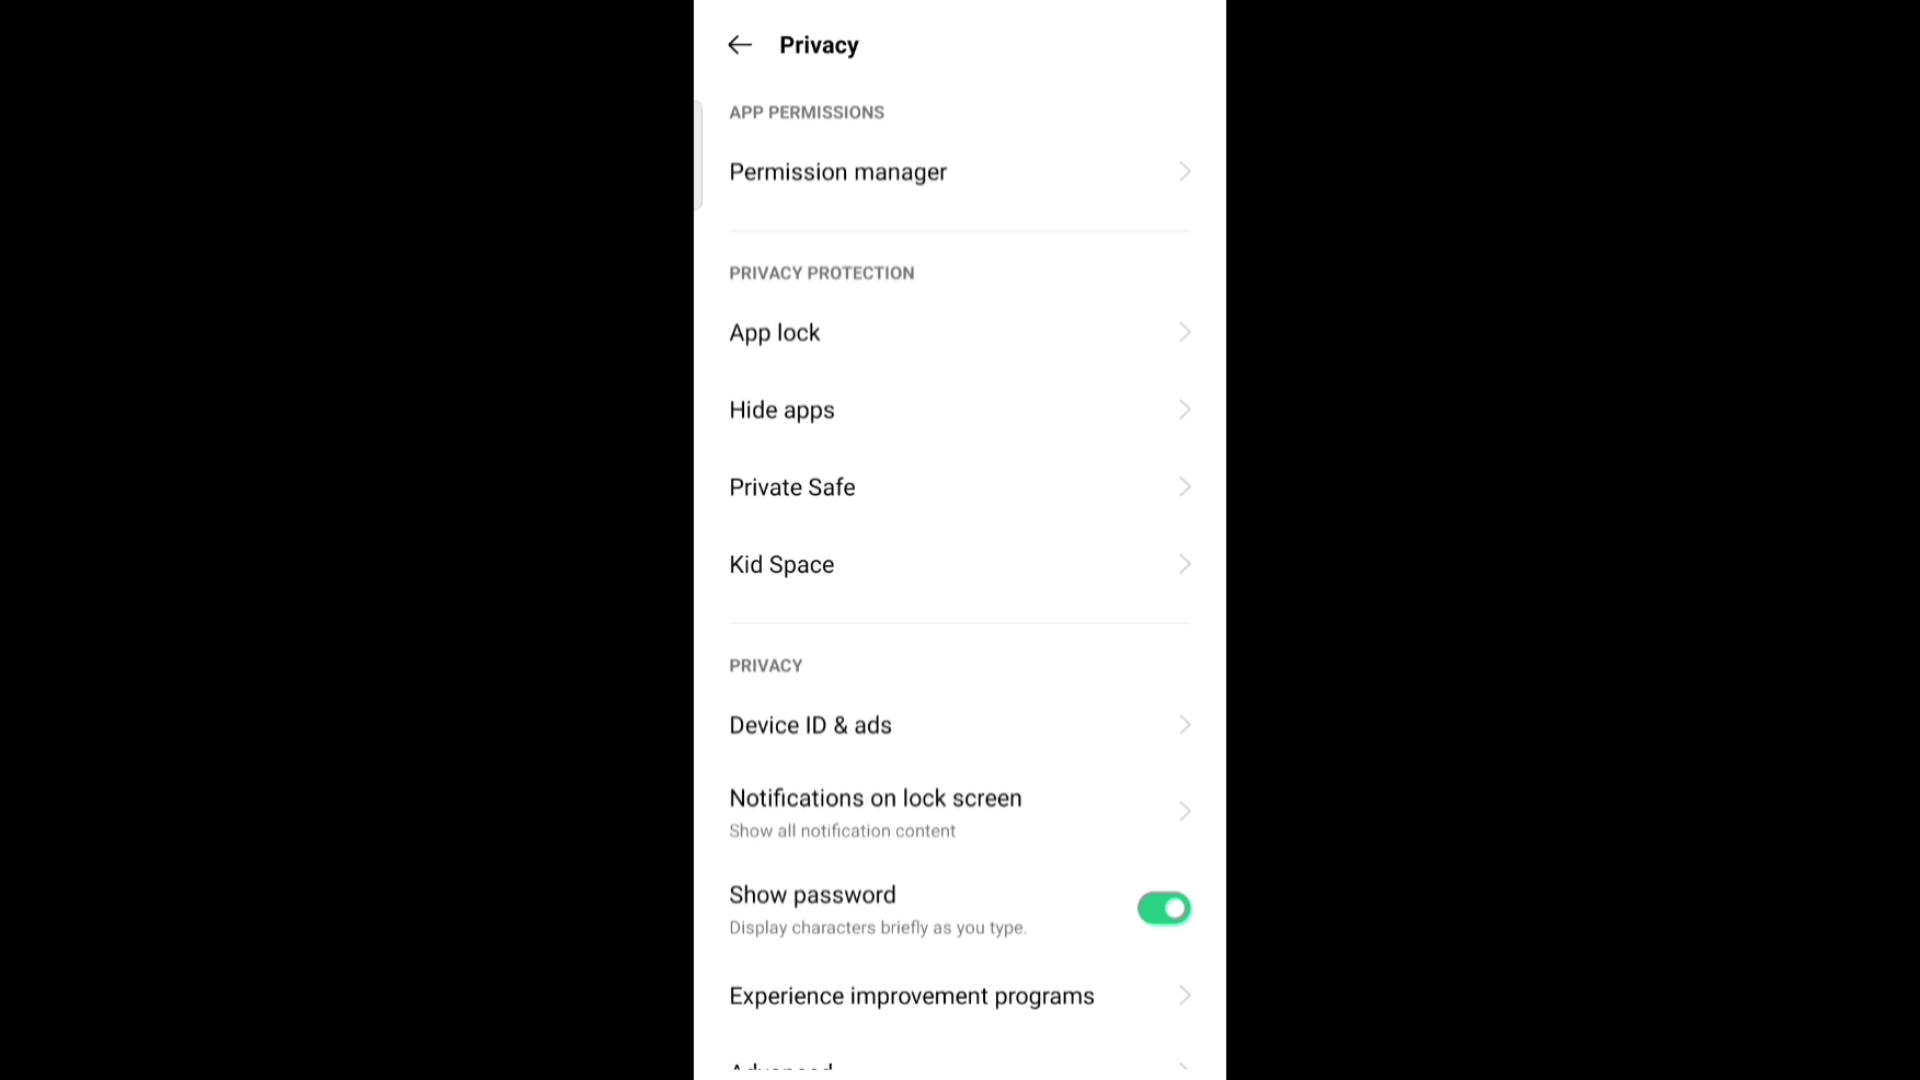 Privacy
APP PERMISSIONS
Permission manager
PRIVACY PROTECTION
App lock
Hide apps
Private Safe
Kid Space
PRIVACY
Device ID & ads
Notifications on lock screen
Show all notification content
Show password
Display characters briefly as you type.
Experience improvement programs
Advanced